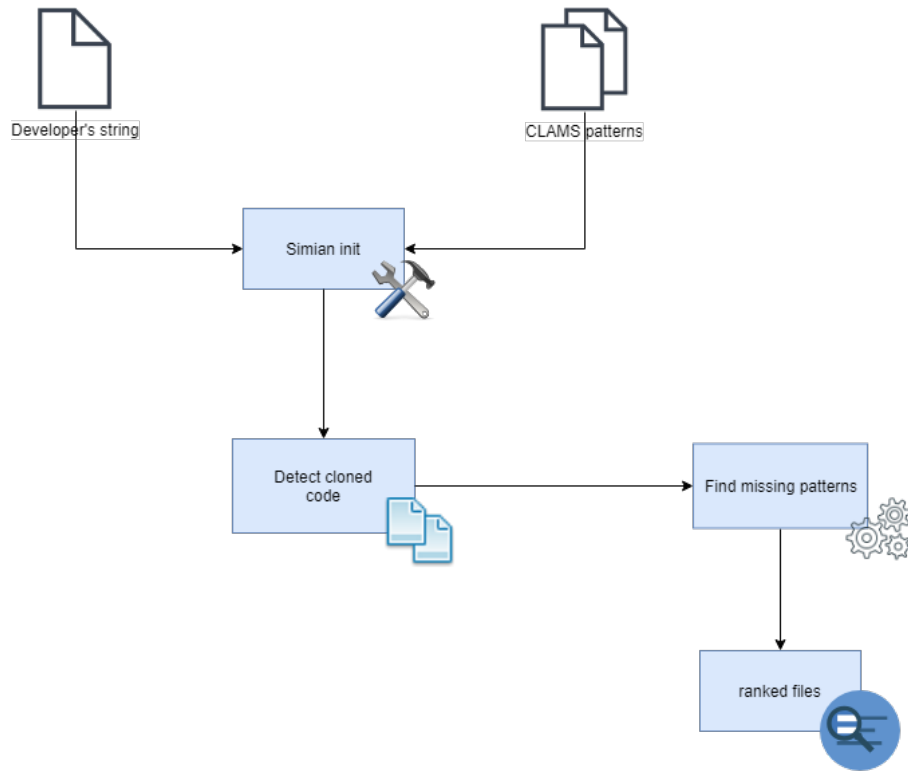 Developer's string
CLAMS patterns
Simian init
Detect cloned
code
Find missing patterns
ranked files